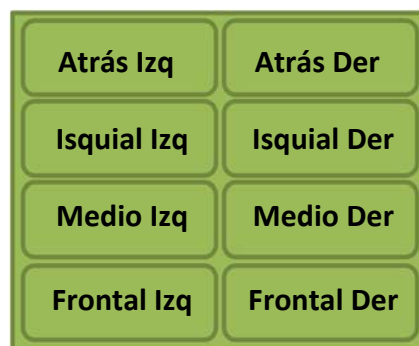 Atrás Izq Atrás Der
Isquial Izq Isquial Der
Medio Izq Medio Der
Frontal Izq Frontal Der